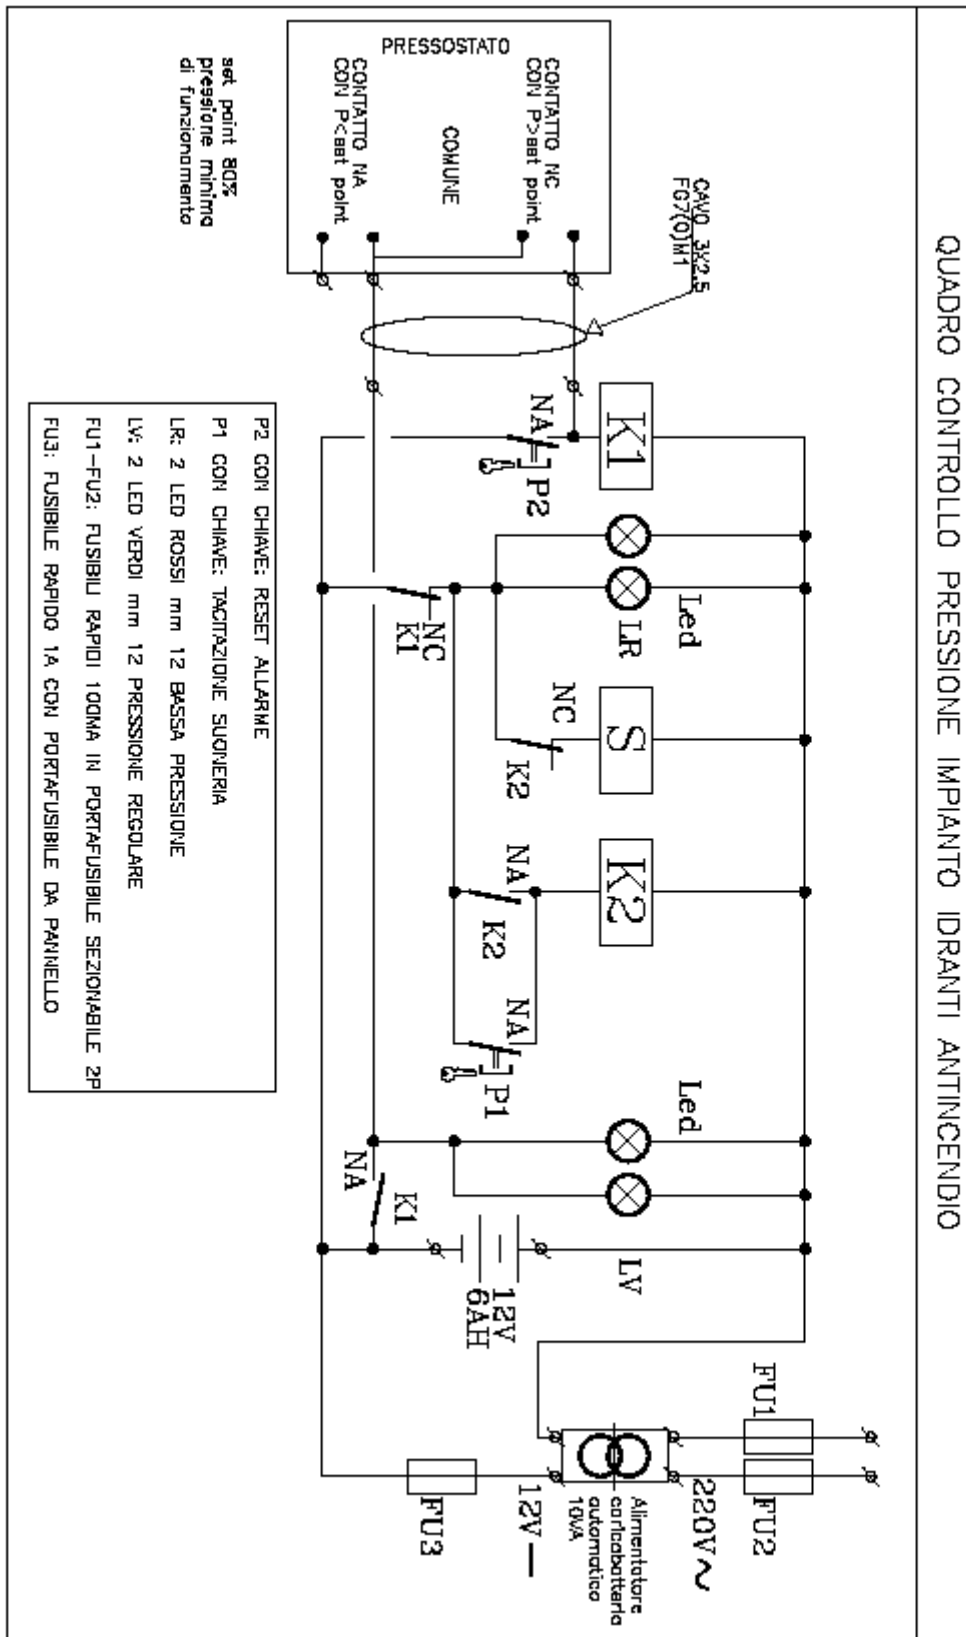 QUADRO CONTROLLO PRESSIONE IMPIANTO IDRANTI ANTINCENDIO
PRESSOSTATO
CONTATTO NC
CON P>set point
COMUNE
CONTATTO NA
CON P<set point
set point 80%
pressione minima
di funzionamento
CAVO 3X2,5
FG7(O)M1
K1
NA
P2
Led
LR
NC
K1
S
NC
K2
K2
NA
K2
NA
P1
Led
LV
NA
K1
12V
6AH
FU1
FU2
220V~
Alimentatore
caricabatteria
automatico
10VA
12V—
FU3
P2 CON CHIAVE: RESET ALLARME
P1 CON CHIAVE: TACITAZIONE SUONERIA
LR: 2 LED ROSSI mm 12 BASSA PRESSIONE
LV: 2 LED VERDI mm 12 PRESSIONE REGOLARE
FU1-FU2: FUSIBILI RAPIDI 100MA IN PORTAFUSIBILE SEZIONABILE 2P
FU3: FUSIBILE RAPIDO 1A CON PORTAFUSIBILE DA PANNELLO